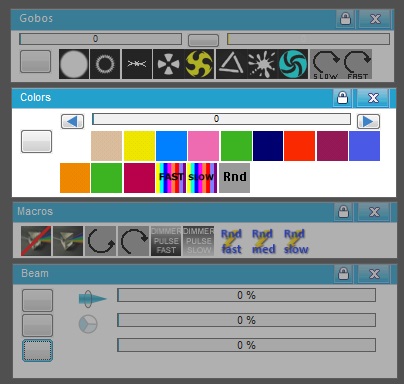 Gobos
0
SLOW FAST
Colors
0
FAST slow Rnd
Macros
DIMMER PULSE FAST
DIMMER PULSE SLOW
Rnd fast
Rnd med
Rnd slow
Beam
0 %
0 %
0 %